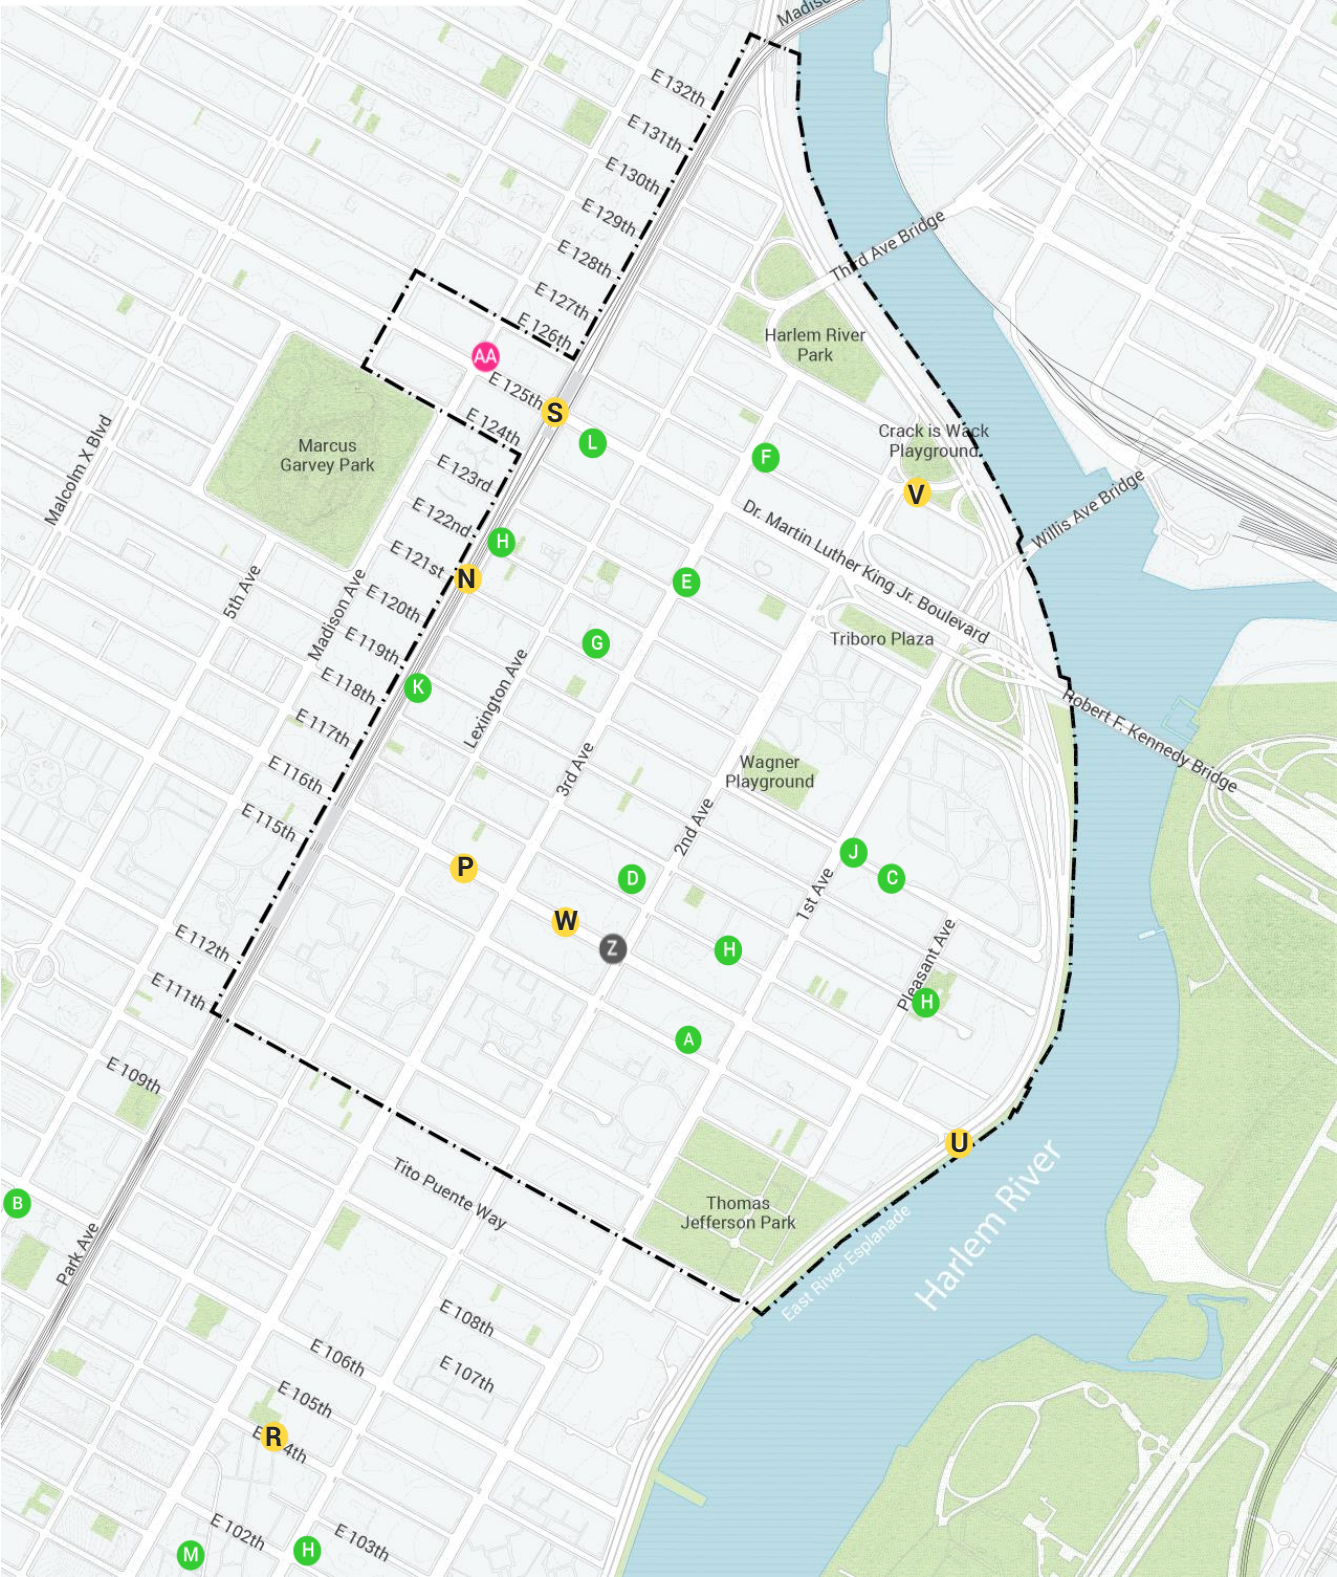 Madis
E 132th
E 131th
E 130th
E 129th
Third Ave Bridge
E 128th
E 127th
E 126th
Harlem River
Park
AA
E 125th
S
E 124th
L
Crack is Wack
Playground
Marcus
Garvey Park
F
Malcolm X Blvd
E 123rd
V
Willis Ave Bridge
E 122nd
H
Dr. Martin Luther King Jr. Boulevard
E 121st
N
E
5th Ave
Madison Ave
E 120th
E 119th
G
Triboro Plaza
E 118th
K
Lexington Ave
Robert F. Kennedy Bridge
E 117th
E 116th
3rd Ave
Wagner
Playground
E 115th
2nd Ave
J
P
D
C
1st Ave
W
E 112th
Z
H
Pleasant Ave
E 111th
H
A
E 109th
U
Tito Puente Way
B
Thomas
Jefferson Park
Harlem River
East River Esplanade
Park Ave
E 108th
E 106th
E 107th
E 105th
R
4th
E 102th
E 103th
M
H